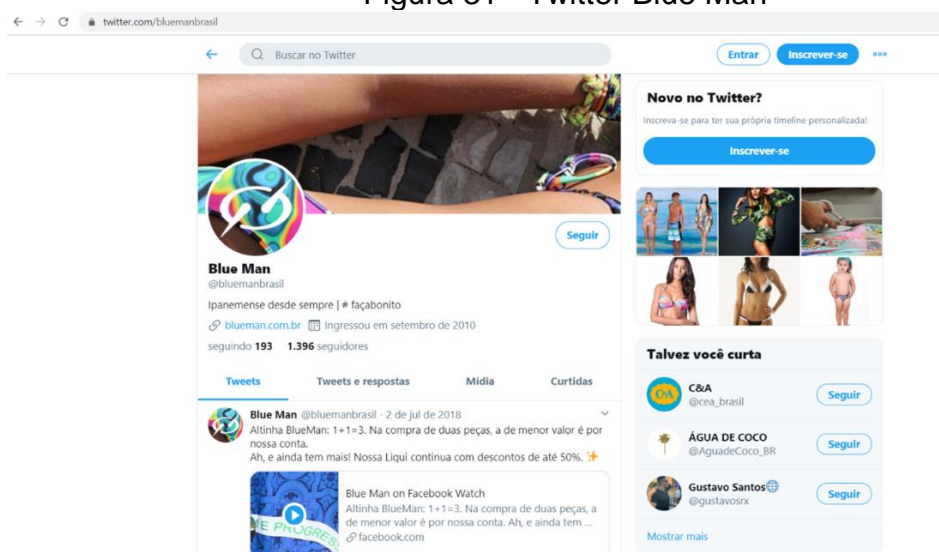 twitter.com/bluemanbrasil
Buscar no Twitter
Entrar
Inscrever-se
Blue Man
@bluemanbrasil
Ipanemense desde sempre | # façabonito
blueman.com.br Ingressou em setembro de 2010
seguindo 193 1.396 seguidores
Seguir
Tweets Tweets e respostas Mídia Curtidas
Blue Man @bluemanbrasil · 2 de jul de 2018
Altinha BlueMan: 1+1=3. Na compra de duas peças, a de menor valor é por
nossa conta.
Ah, e ainda tem mais! Nossa Liqui continua com descontos de até 50%. ✨
Blue Man on Facebook Watch
Altinha BlueMan: 1+1=3. Na compra de duas peças, a
de menor valor é por nossa conta. Ah, e ainda tem ...
facebook.com
Novo no Twitter?
Inscreva-se para ter sua própria timeline personalizada!
Inscrever-se
Talvez você curta
C&A
@cea_brasil
Seguir
ÁGUA DE COCO
@AguadeCoco_BR
Seguir
Gustavo Santos🌐
@gustavosrx
Seguir
Mostrar mais